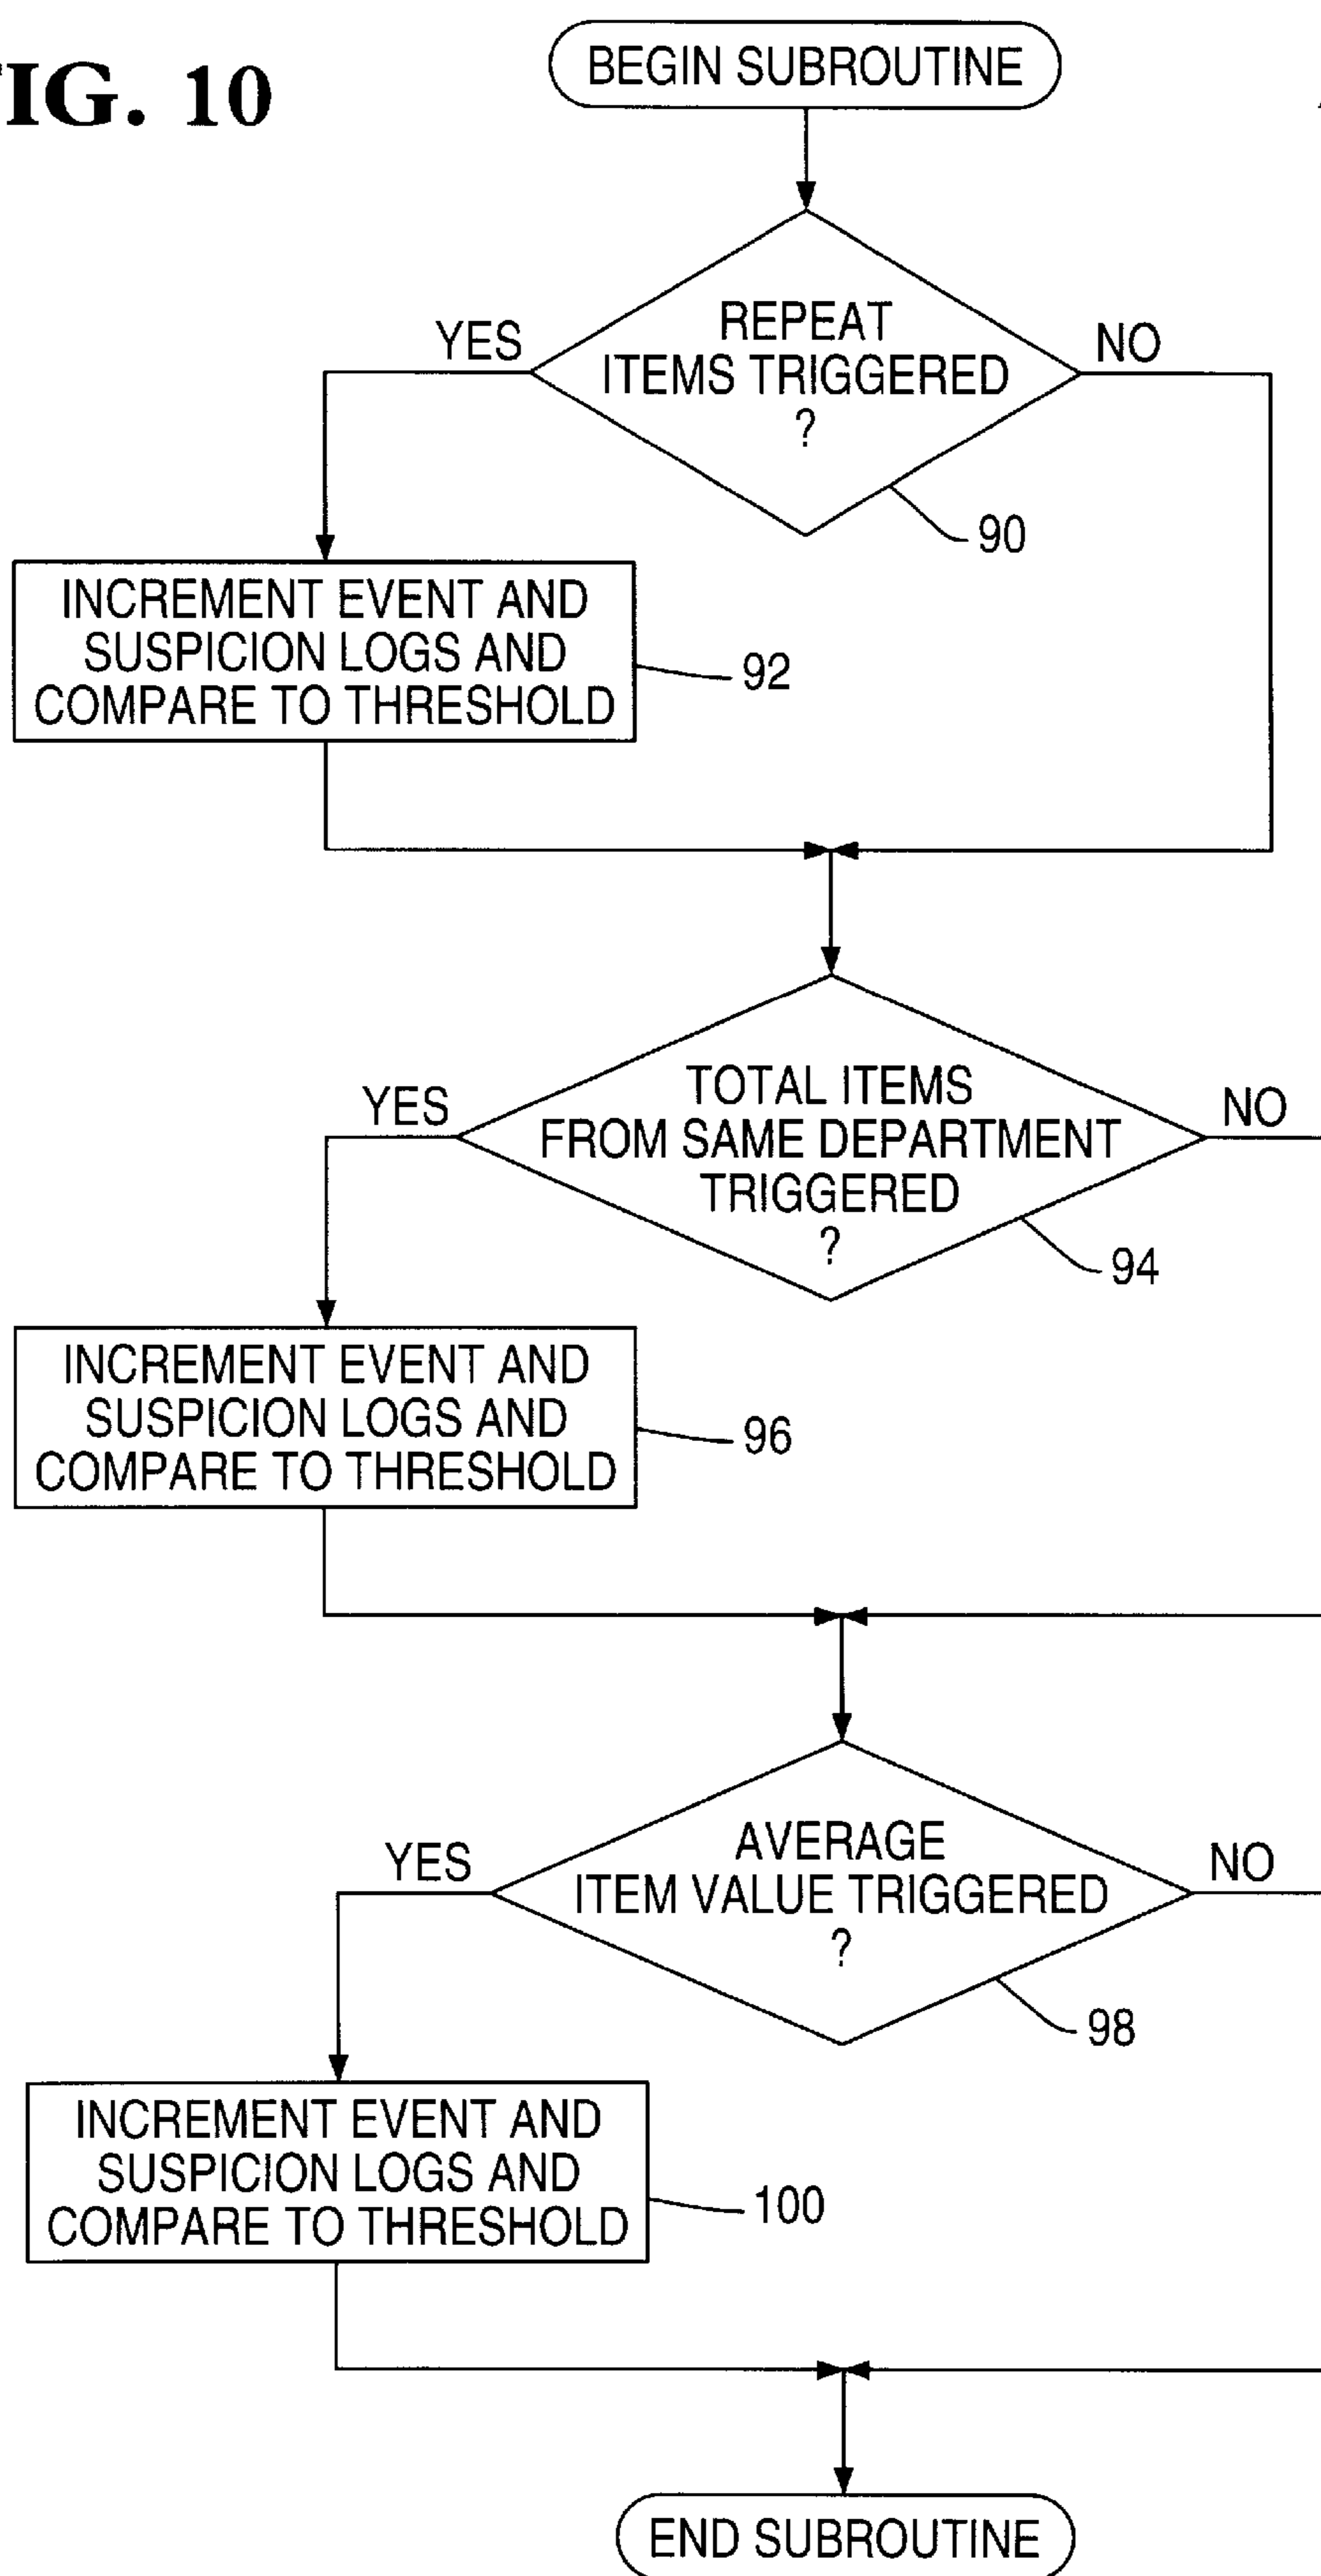 IG. 10
BEGIN SUBROUTINE
REPEAT
ITEMS TRIGGERED
?
YES
NO
90
INCREMENT EVENT AND
SUSPICION LOGS AND
COMPARE TO THRESHOLD
92
TOTAL ITEMS
FROM SAME DEPARTMENT
TRIGGERED
?
YES
NO
94
INCREMENT EVENT AND
SUSPICION LOGS AND
COMPARE TO THRESHOLD
96
AVERAGE
ITEM VALUE TRIGGERED
?
YES
NO
98
INCREMENT EVENT AND
SUSPICION LOGS AND
COMPARE TO THRESHOLD
100
END SUBROUTINE